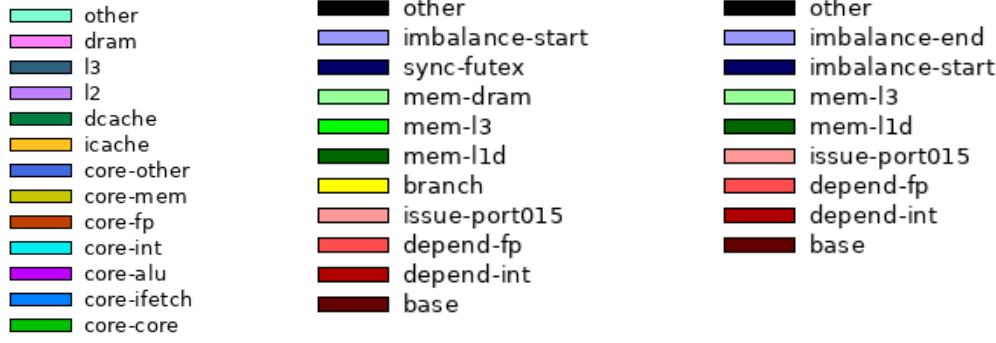 other
dram
l3
l2
dcache
icache
core-other
core-mem
core-fp
core-int
core-alu
core-ifetch
core-core
other
imbalance-start
sync-futex
mem-dram
mem-l3
mem-l1d
branch
issue-port015
depend-fp
depend-int
base
other
imbalance-end
imbalance-start
mem-l3
mem-l1d
issue-port015
depend-fp
depend-int
base